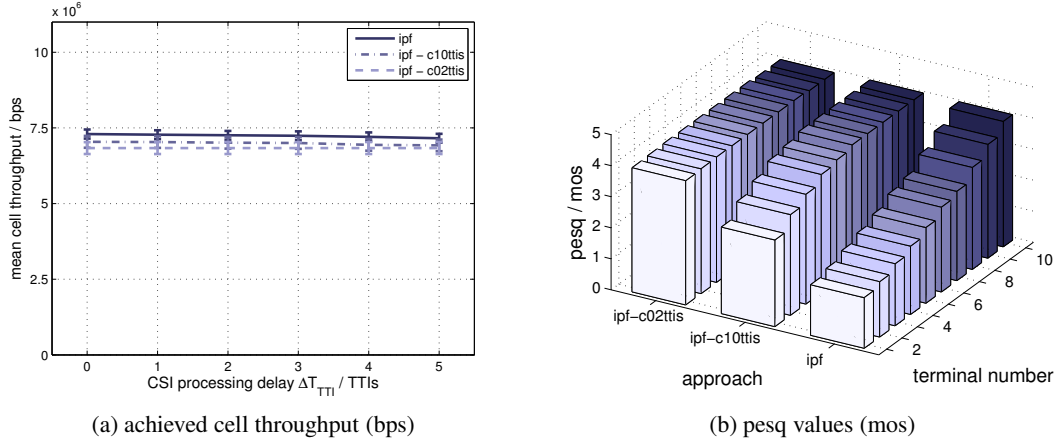 x 10^6
10
7.5
5
2.5
0
mean cell throughput / bps
ipf
ipf - c10ttis
ipf - c02ttis
0 1 2 3 4 5
CSI processing delay ΔT_TTI / TTIs
(a) achieved cell throughput (bps)
5
4
3
2
1
0
pesq / mos
ipf-c02ttis
ipf-c10ttis
ipf
approach
2
4
6
8
10
terminal number
(b) pesq values (mos)